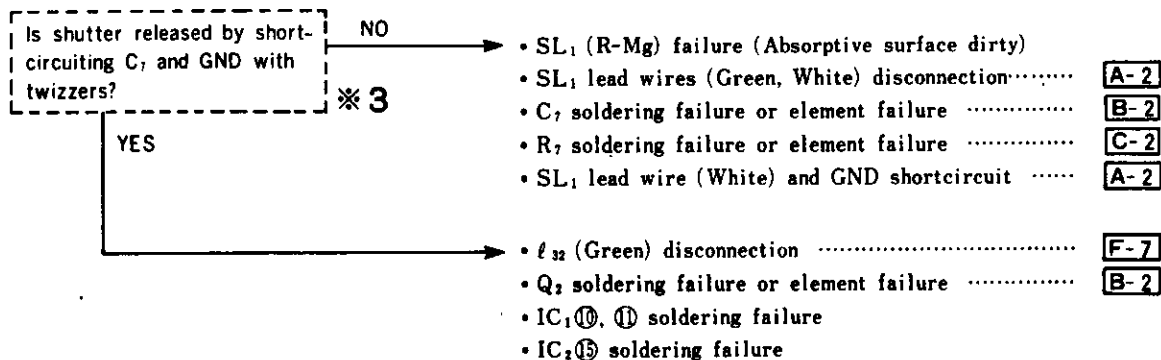 Is shutter released by short-
circuiting C₇ and GND with
twizzers?
NO
※3
YES
• SL₁ (R-Mg) failure (Absorptive surface dirty)
• SL₁ lead wires (Green, White) disconnection ········· A-2
• C₇ soldering failure or element failure ·············· B-2
• R₇ soldering failure or element failure ·············· C-2
• SL₁ lead wire (White) and GND shortcircuit ······ A-2
• ℓ₃₂ (Green) disconnection ································· F-7
• Q₂ soldering failure or element failure ·············· B-2
• IC₁⑩, ⑪ soldering failure
• IC₂⑮ soldering failure